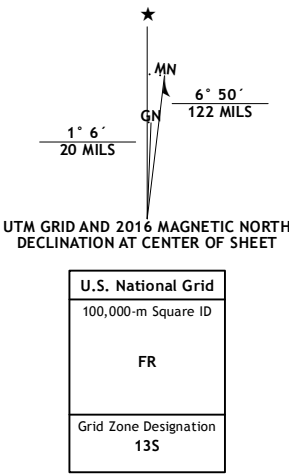 ★
MN
GN
6° 50´
122 MILS
1° 6´
20 MILS
UTM GRID AND 2016 MAGNETIC NORTH
DECLINATION AT CENTER OF SHEET
U.S. National Grid
100,000-m Square ID
FR
Grid Zone Designation
13S